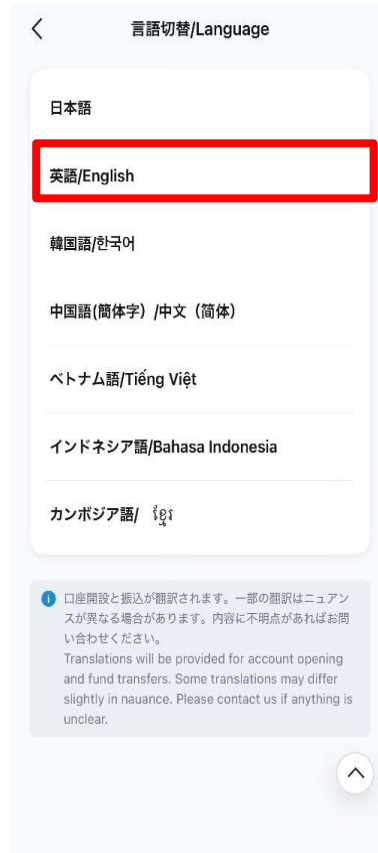 言語切替/Language
日本語
英語/English
韓国語/한국어
中国語(簡体字）/中文（简体）
ベトナム語/Tiếng Việt
インドネシア語/Bahasa Indonesia
カンボジア語/ ខ្មែរ
口座開設と振込が翻訳されます。一部の翻訳はニュアン
スが異なる場合があります。内容に不明点があればお問
い合わせください。
Translations will be provided for account opening
and fund transfers. Some translations may differ
slightly in nauance. Please contact us if anything is
unclear.